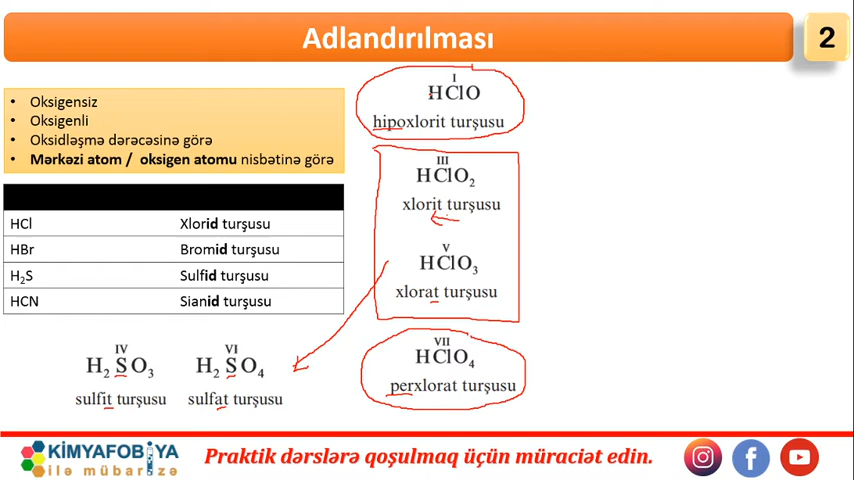 Adlandırılması
2
• Oksigensiz
• Oksigenli
• Oksidləşmə dərəcəsinə görə
• Mərkəzi atom / oksigen atomu nisbətinə görə
HCl Xlorid turşusu
HBr Bromid turşusu
H₂S Sulfid turşusu
HCN Sianid turşusu
I
HClO
hipoxlorit turşusu
III
HClO₂
xlorit turşusu
V
HClO₃
xlorat turşusu
VII
HClO₄
perxlorat turşusu
IV VI
H₂SO₃ H₂SO₄
sulfit turşusu sulfat turşusu
KİMYAFOBİYA
ilə mübarizə
Praktik dərslərə qoşulmaq üçün müraciət edin.